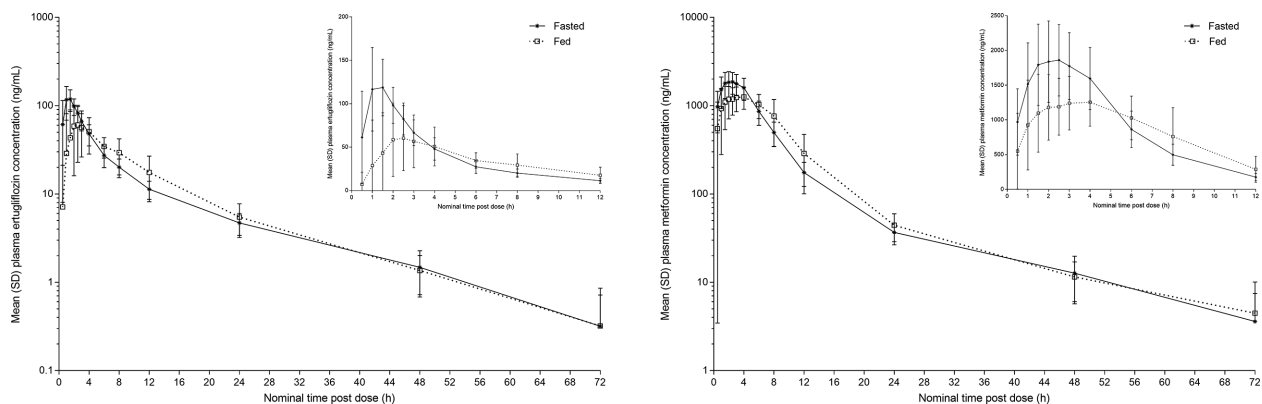 Mean (SD) plasma ertugliflozin concentration (ng/mL)
1000
100
10
1
0.1
0 4 8 12 16 20 24 28 32 36 40 44 48 52 56 60 64 68 72
Nominal time post dose (h)
Mean (SD) plasma ertugliflozin concentration (ng/mL)
200
150
100
50
0
0 1 2 3 4 5 6 7 8 9 10 11 12
Nominal time post dose (h)
Fasted
Fed
Mean (SD) plasma metformin concentration (ng/mL)
10000
1000
100
10
1
0 4 8 12 16 20 24 28 32 36 40 44 48 52 56 60 64 68 72
Nominal time post dose (h)
Mean (SD) plasma metformin concentration (ng/mL)
2500
2000
1500
1000
500
0
0 1 2 3 4 5 6 7 8 9 10 11 12
Nominal time post dose (h)
Fasted
Fed